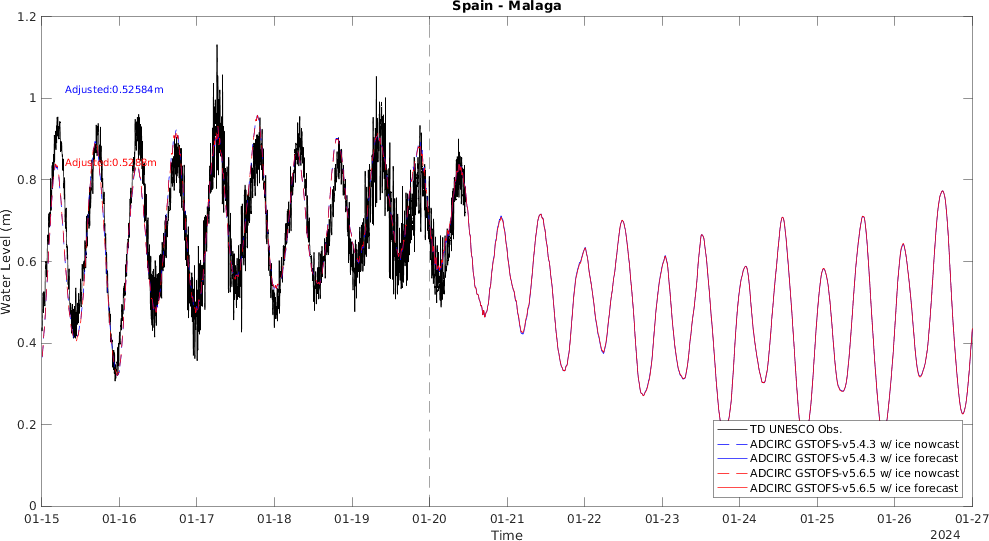 Spain - Malaga
1.2
1
0.8
0.6
0.4
0.2
0
Water Level (m)
Adjusted:0.52584m
TD UNESCO Obs.
ADCIRC GSTOFS-v5.4.3 w/ ice nowcast
ADCIRC GSTOFS-v5.4.3 w/ ice forecast
ADCIRC GSTOFS-v5.6.5 w/ ice nowcast
ADCIRC GSTOFS-v5.6.5 w/ ice forecast
01-15 01-16 01-17 01-18 01-19 01-20 01-21 01-22 01-23 01-24 01-25 01-26 01-27
Time
2024